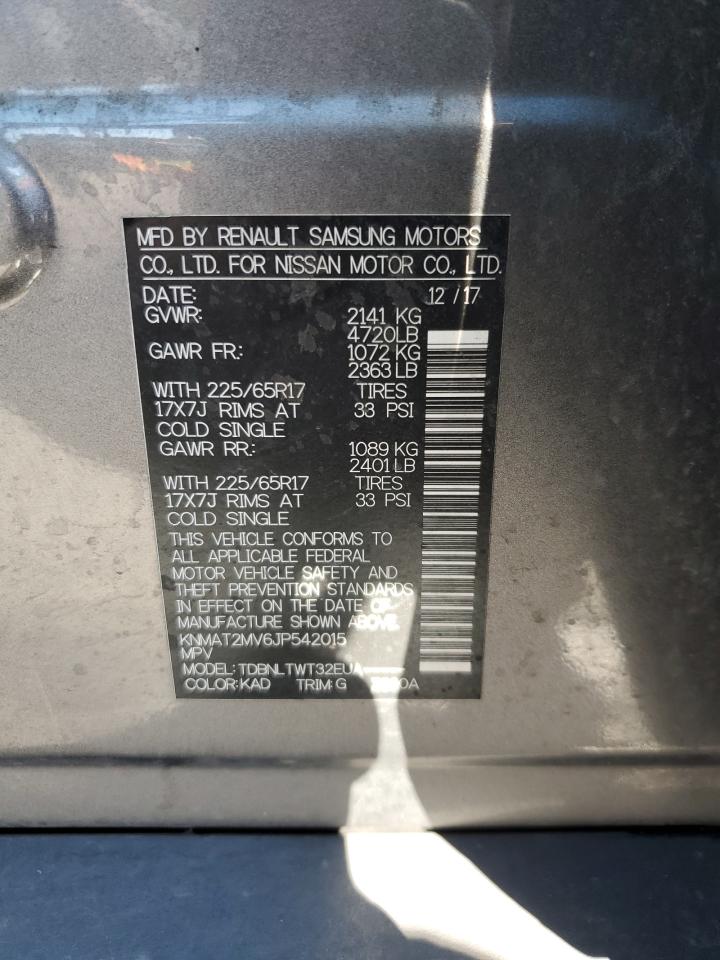 MFD BY RENAULT SAMSUNG MOTORS
CO., LTD. FOR NISSAN MOTOR CO., LTD.
DATE: 12 /17
GVWR: 2141 KG
4720LB
GAWR FR: 1072 KG
2363 LB
WITH 225/65R17 TIRES
17X7J RIMS AT 33 PSI
COLD SINGLE
GAWR RR: 1089 KG
2401 LB
WITH 225/65R17 TIRES
17X7J RIMS AT 33 PSI
COLD SINGLE
THIS VEHICLE CONFORMS TO
ALL APPLICABLE FEDERAL
MOTOR VEHICLE SAFETY AND
THEFT PREVENTION STANDARDS
IN EFFECT ON THE DATE OF
MANUFACTURE SHOWN ABOVE.
KNMAT2MV6JP542015
MPV
MODEL: TDBNLTWT32EUA
COLOR: KAD TRIM: G